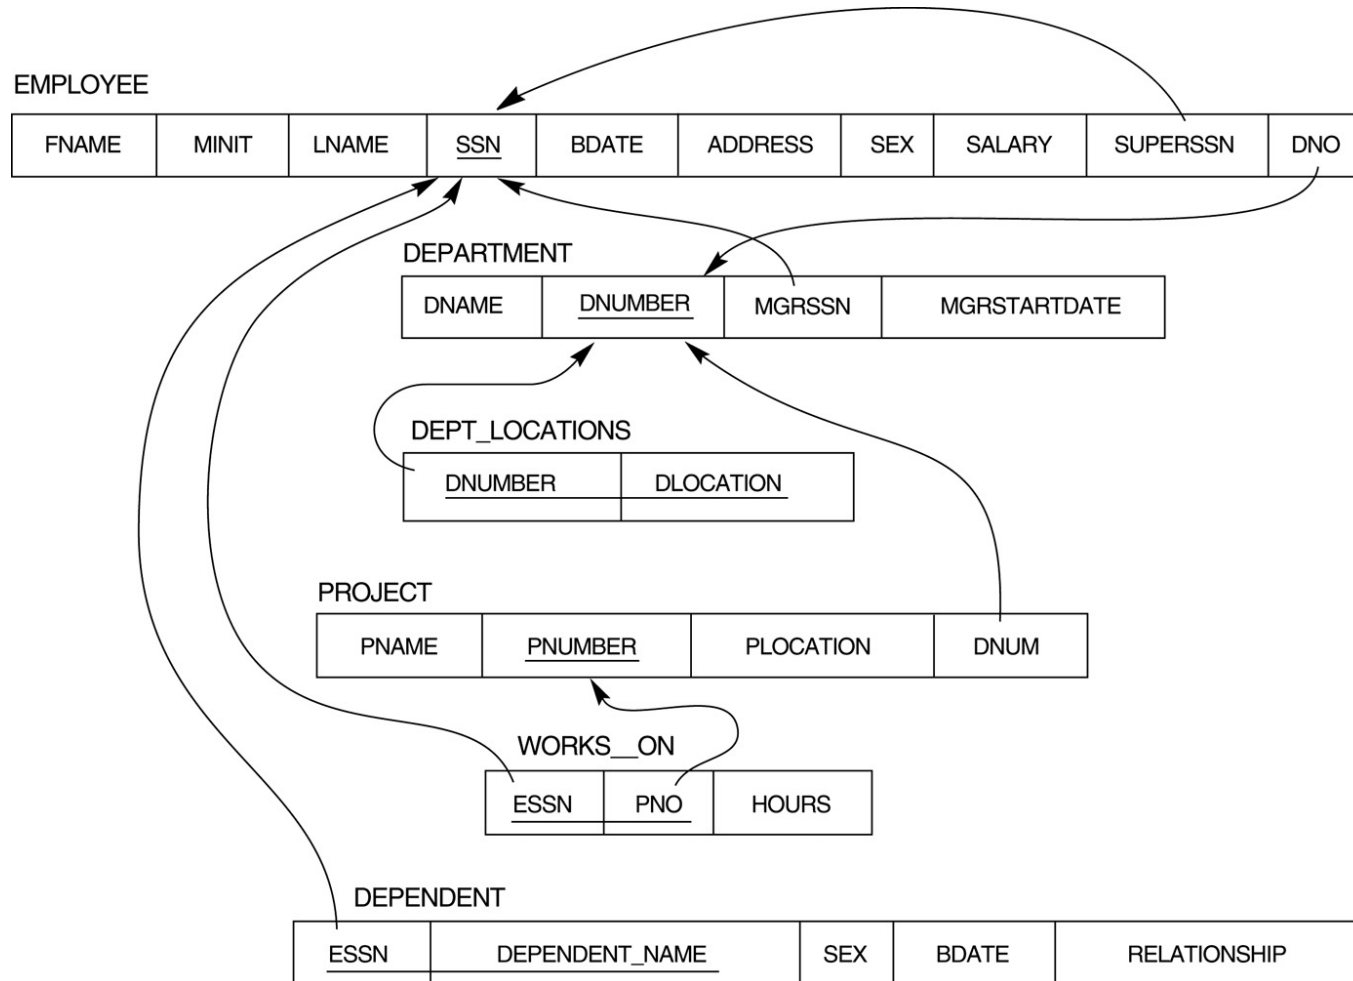 EMPLOYEE
FNAME MINIT LNAME SSN BDATE ADDRESS SEX SALARY SUPERSSN DNO
DEPARTMENT
DNAME DNUMBER MGRSSN MGRSTARTDATE
DEPT_LOCATIONS
DNUMBER DLOCATION
PROJECT
PNAME PNUMBER PLOCATION DNUM
WORKS__ON
ESSN PNO HOURS
DEPENDENT
ESSN DEPENDENT_NAME SEX BDATE RELATIONSHIP